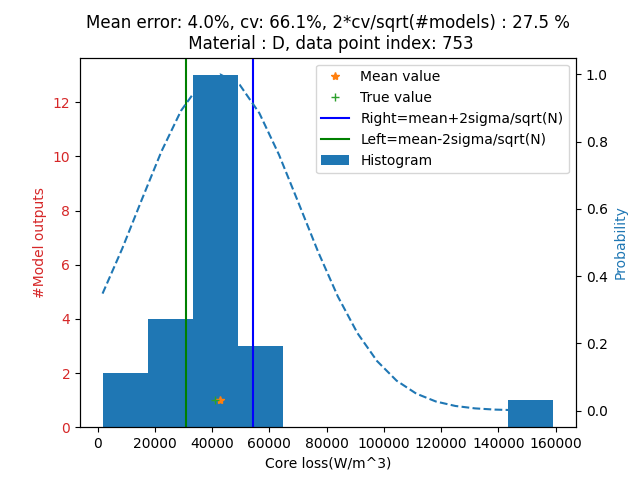 Mean error: 4.0%, cv: 66.1%, 2*cv/sqrt(#models) : 27.5 %
Material : D, data point index: 753
Mean value
True value
Right=mean+2sigma/sqrt(N)
Left=mean-2sigma/sqrt(N)
Histogram
#Model outputs
12
10
8
6
4
2
0
1.0
0.8
0.6
0.4
0.2
0.0
Probability
0 20000 40000 60000 80000 100000 120000 140000 160000
Core loss(W/m^3)